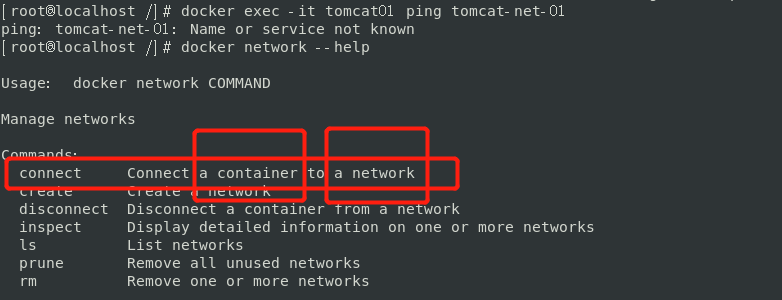 [root@localhost /]# docker exec -it tomcat01 ping tomcat-net-01
ping: tomcat-net-01: Name or service not known
[root@localhost /]# docker network --help
Usage:  docker network COMMAND
Manage networks
Commands:
connect     Connect a container to a network
create      Create a network
disconnect  Disconnect a container from a network
inspect     Display detailed information on one or more networks
ls          List networks
prune       Remove all unused networks
rm          Remove one or more networks